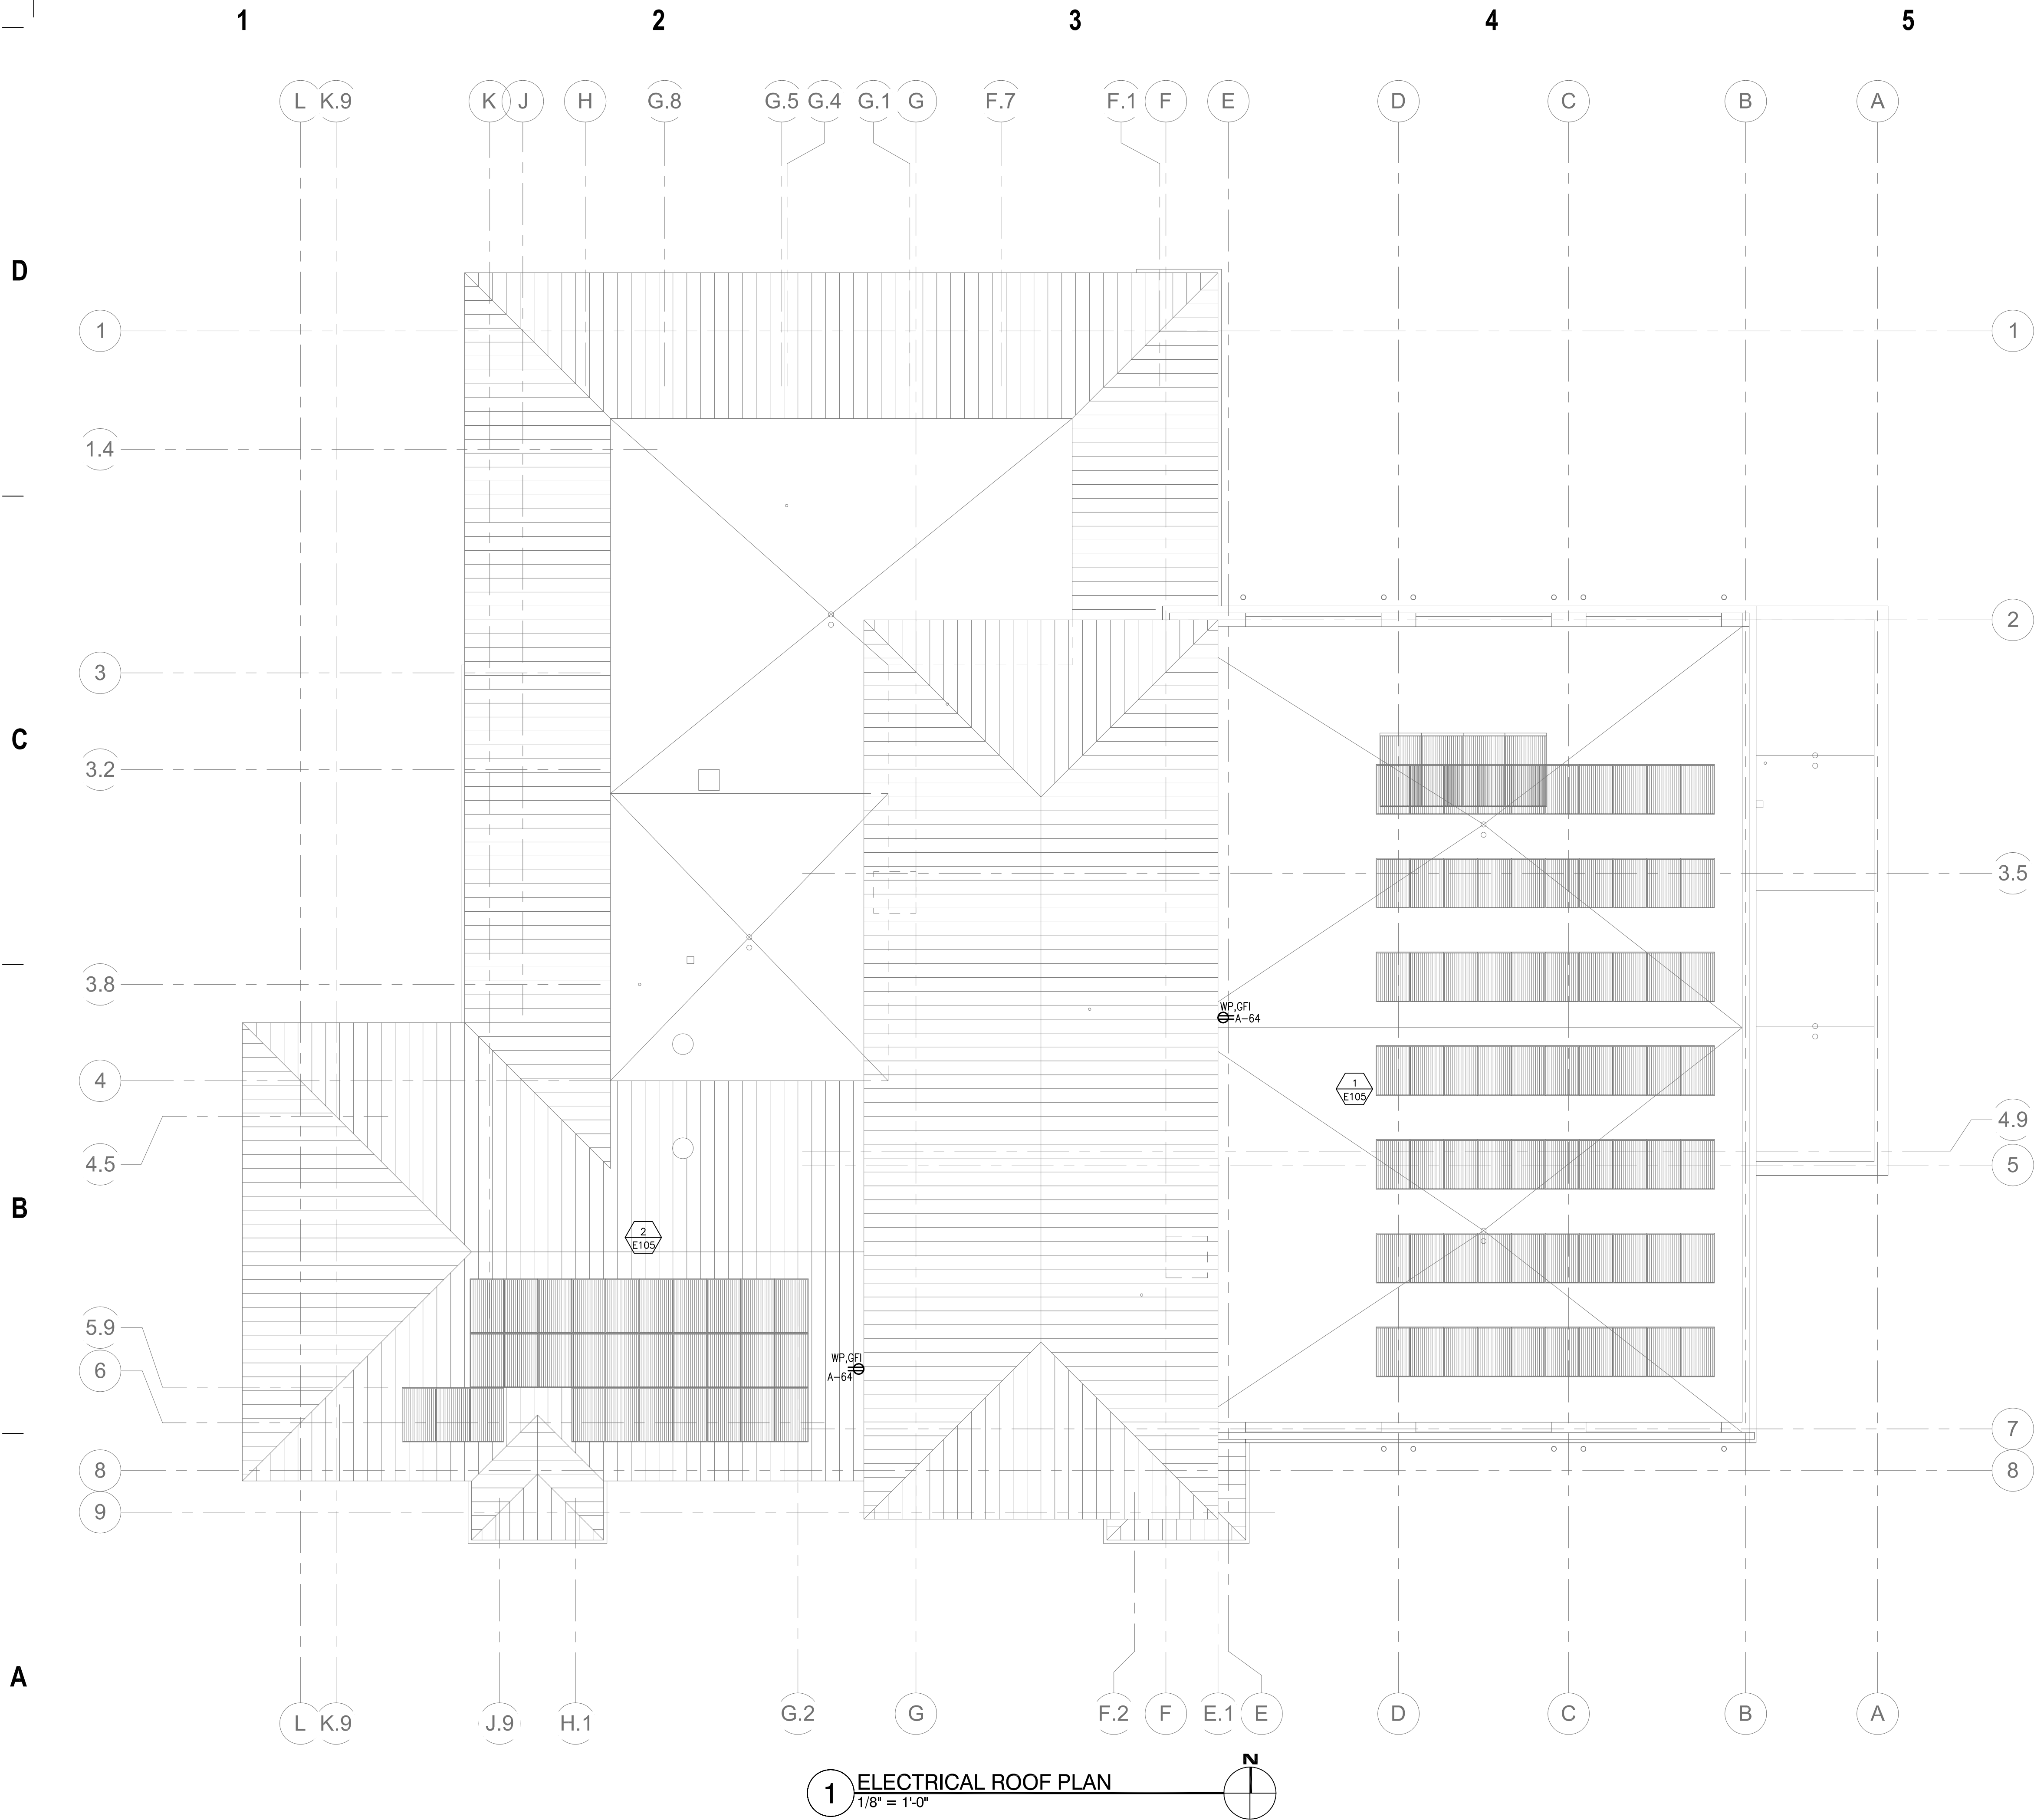 1 2 3 4 5
L K.9 K J H G.8 G.5 G.4 G.1 G F.7 F.1 F E D C B A
D
1 1
1.4
2
3
C
3.2
3.5
3.8
WP,GFI
A-64
4
1
E105
4.9
4.5 5
B
2
E105
5.9
WP,GFI
6
A-64
7
8 8
9
A
L K.9 J.9 H.1 G.2 G F.2 F E.1 E D C B A
N
1 ELECTRICAL ROOF PLAN
1/8" = 1'-0"